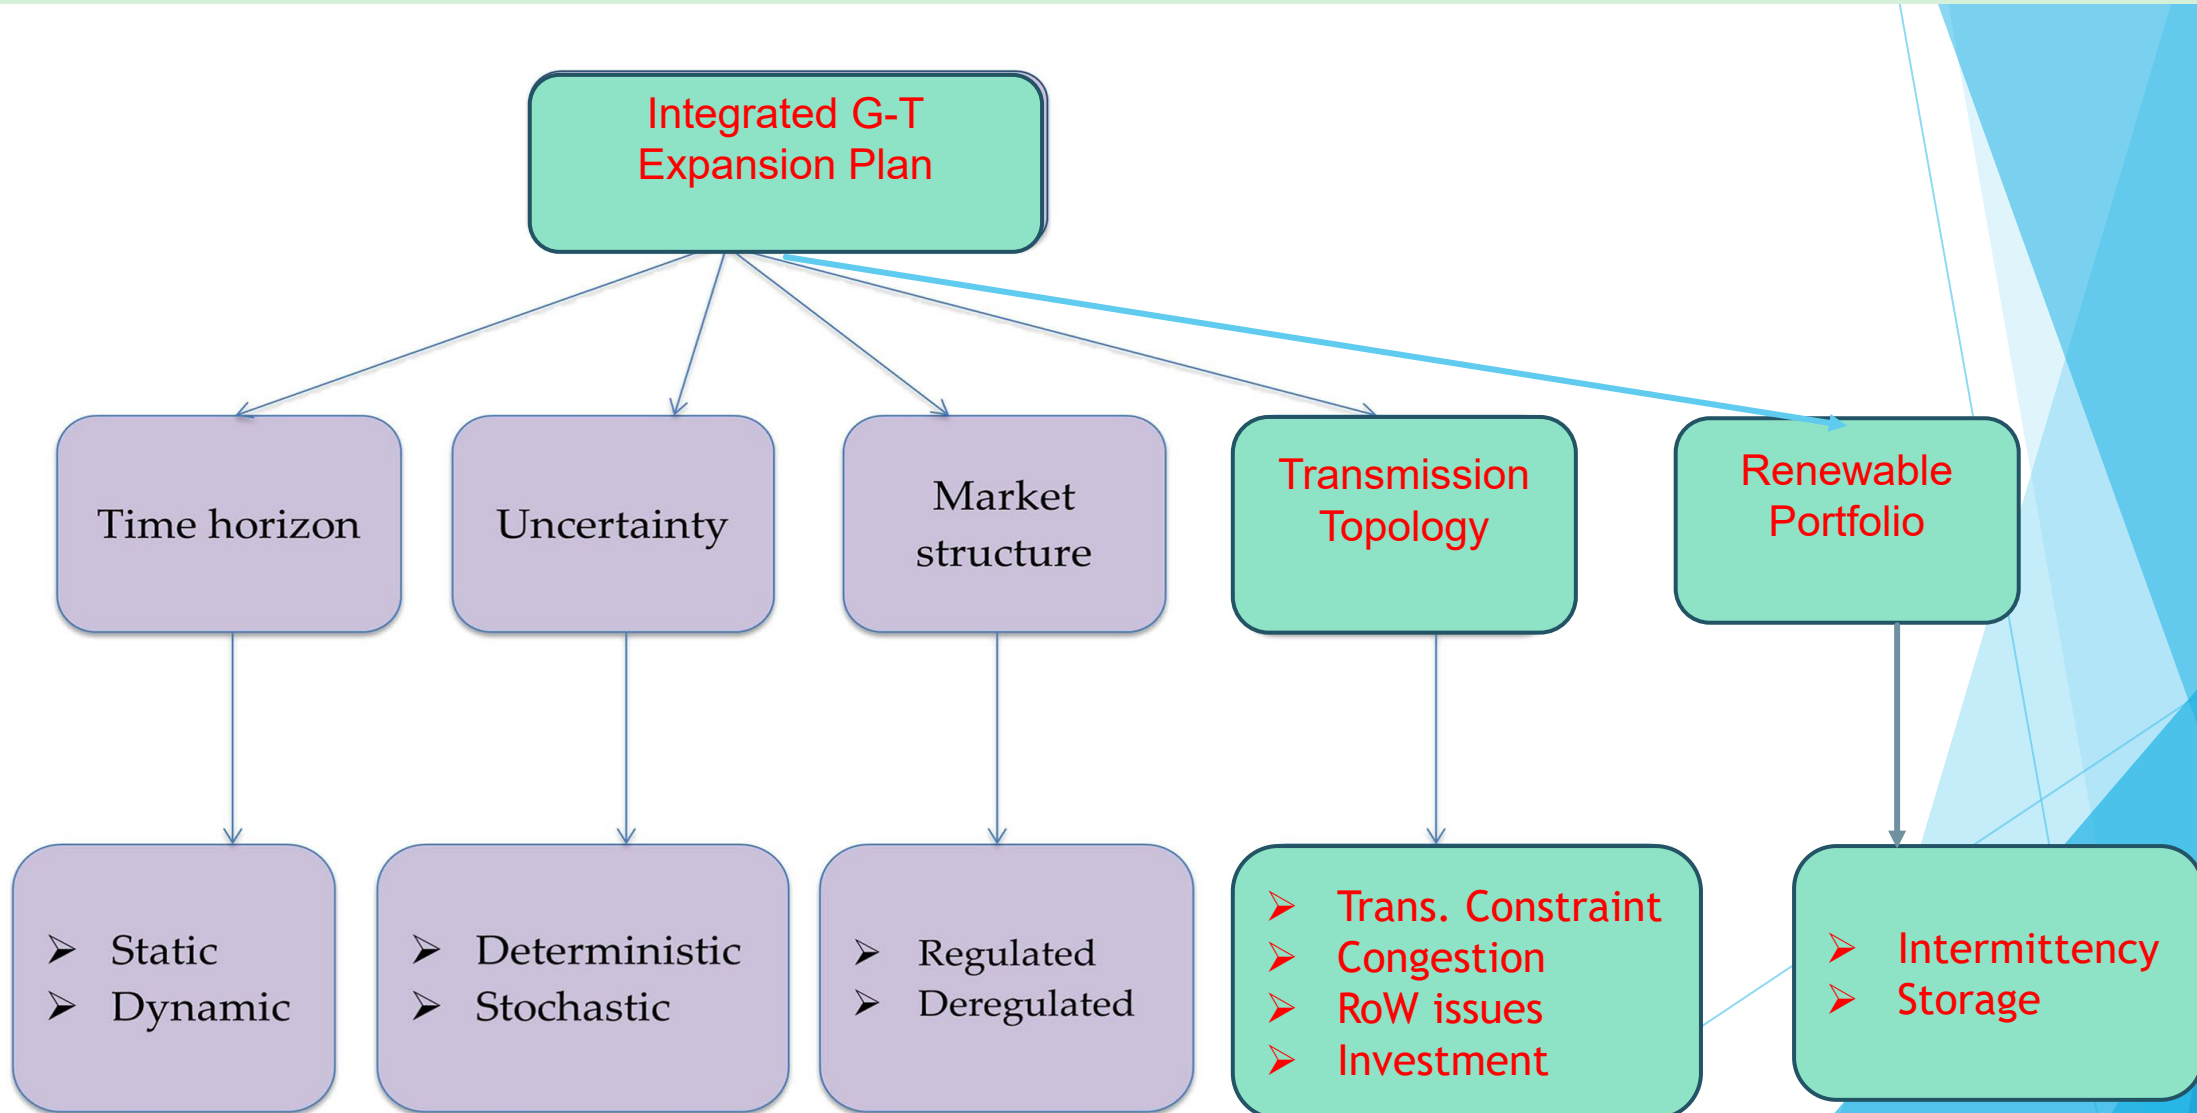 Integrated G-T
Expansion Plan
Time horizon
Uncertainty
Market
structure
Transmission
Topology
Renewable
Portfolio
➢ Static
➢ Dynamic
➢ Deterministic
➢ Stochastic
➢ Regulated
➢ Deregulated
➢ Trans. Constraint
➢ Congestion
➢ RoW issues
➢ Investment
➢ Intermittency
➢ Storage